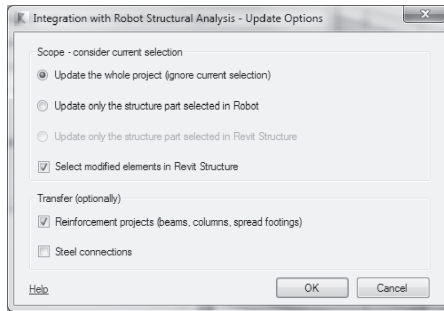 Integration with Robot Structural Analysis - Update Options
Scope - consider current selection
Update the whole project (ignore current selection)
Update only the structure part selected in Robot
Update only the structure part selected in Revit Structure
Select modified elements in Revit Structure
Transfer (optionally)
Reinforcement projects (beams, columns, spread footings)
Steel connections
Help
OK
Cancel